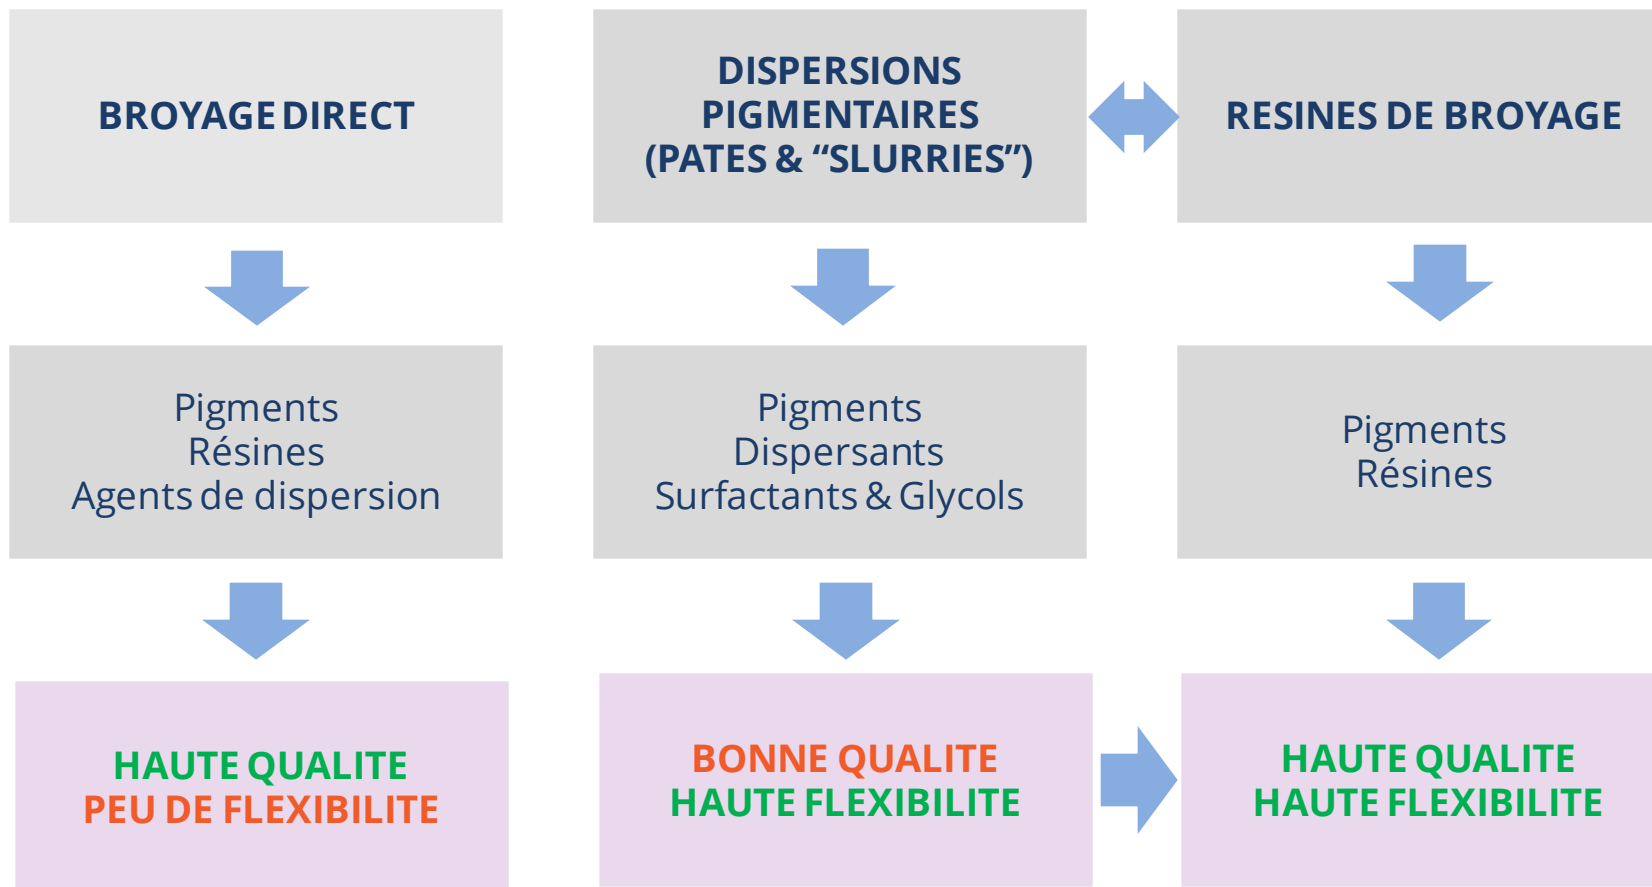 BROYAGE DIRECT
DISPERSIONS
PIGMENTAIRES
(PATES & “SLURRIES”)
RESINES DE BROYAGE
Pigments
Résines
Agents de dispersion
Pigments
Dispersants
Surfactants & Glycols
Pigments
Résines
HAUTE QUALITE
PEU DE FLEXIBILITE
BONNE QUALITE
HAUTE FLEXIBILITE
HAUTE QUALITE
HAUTE FLEXIBILITE